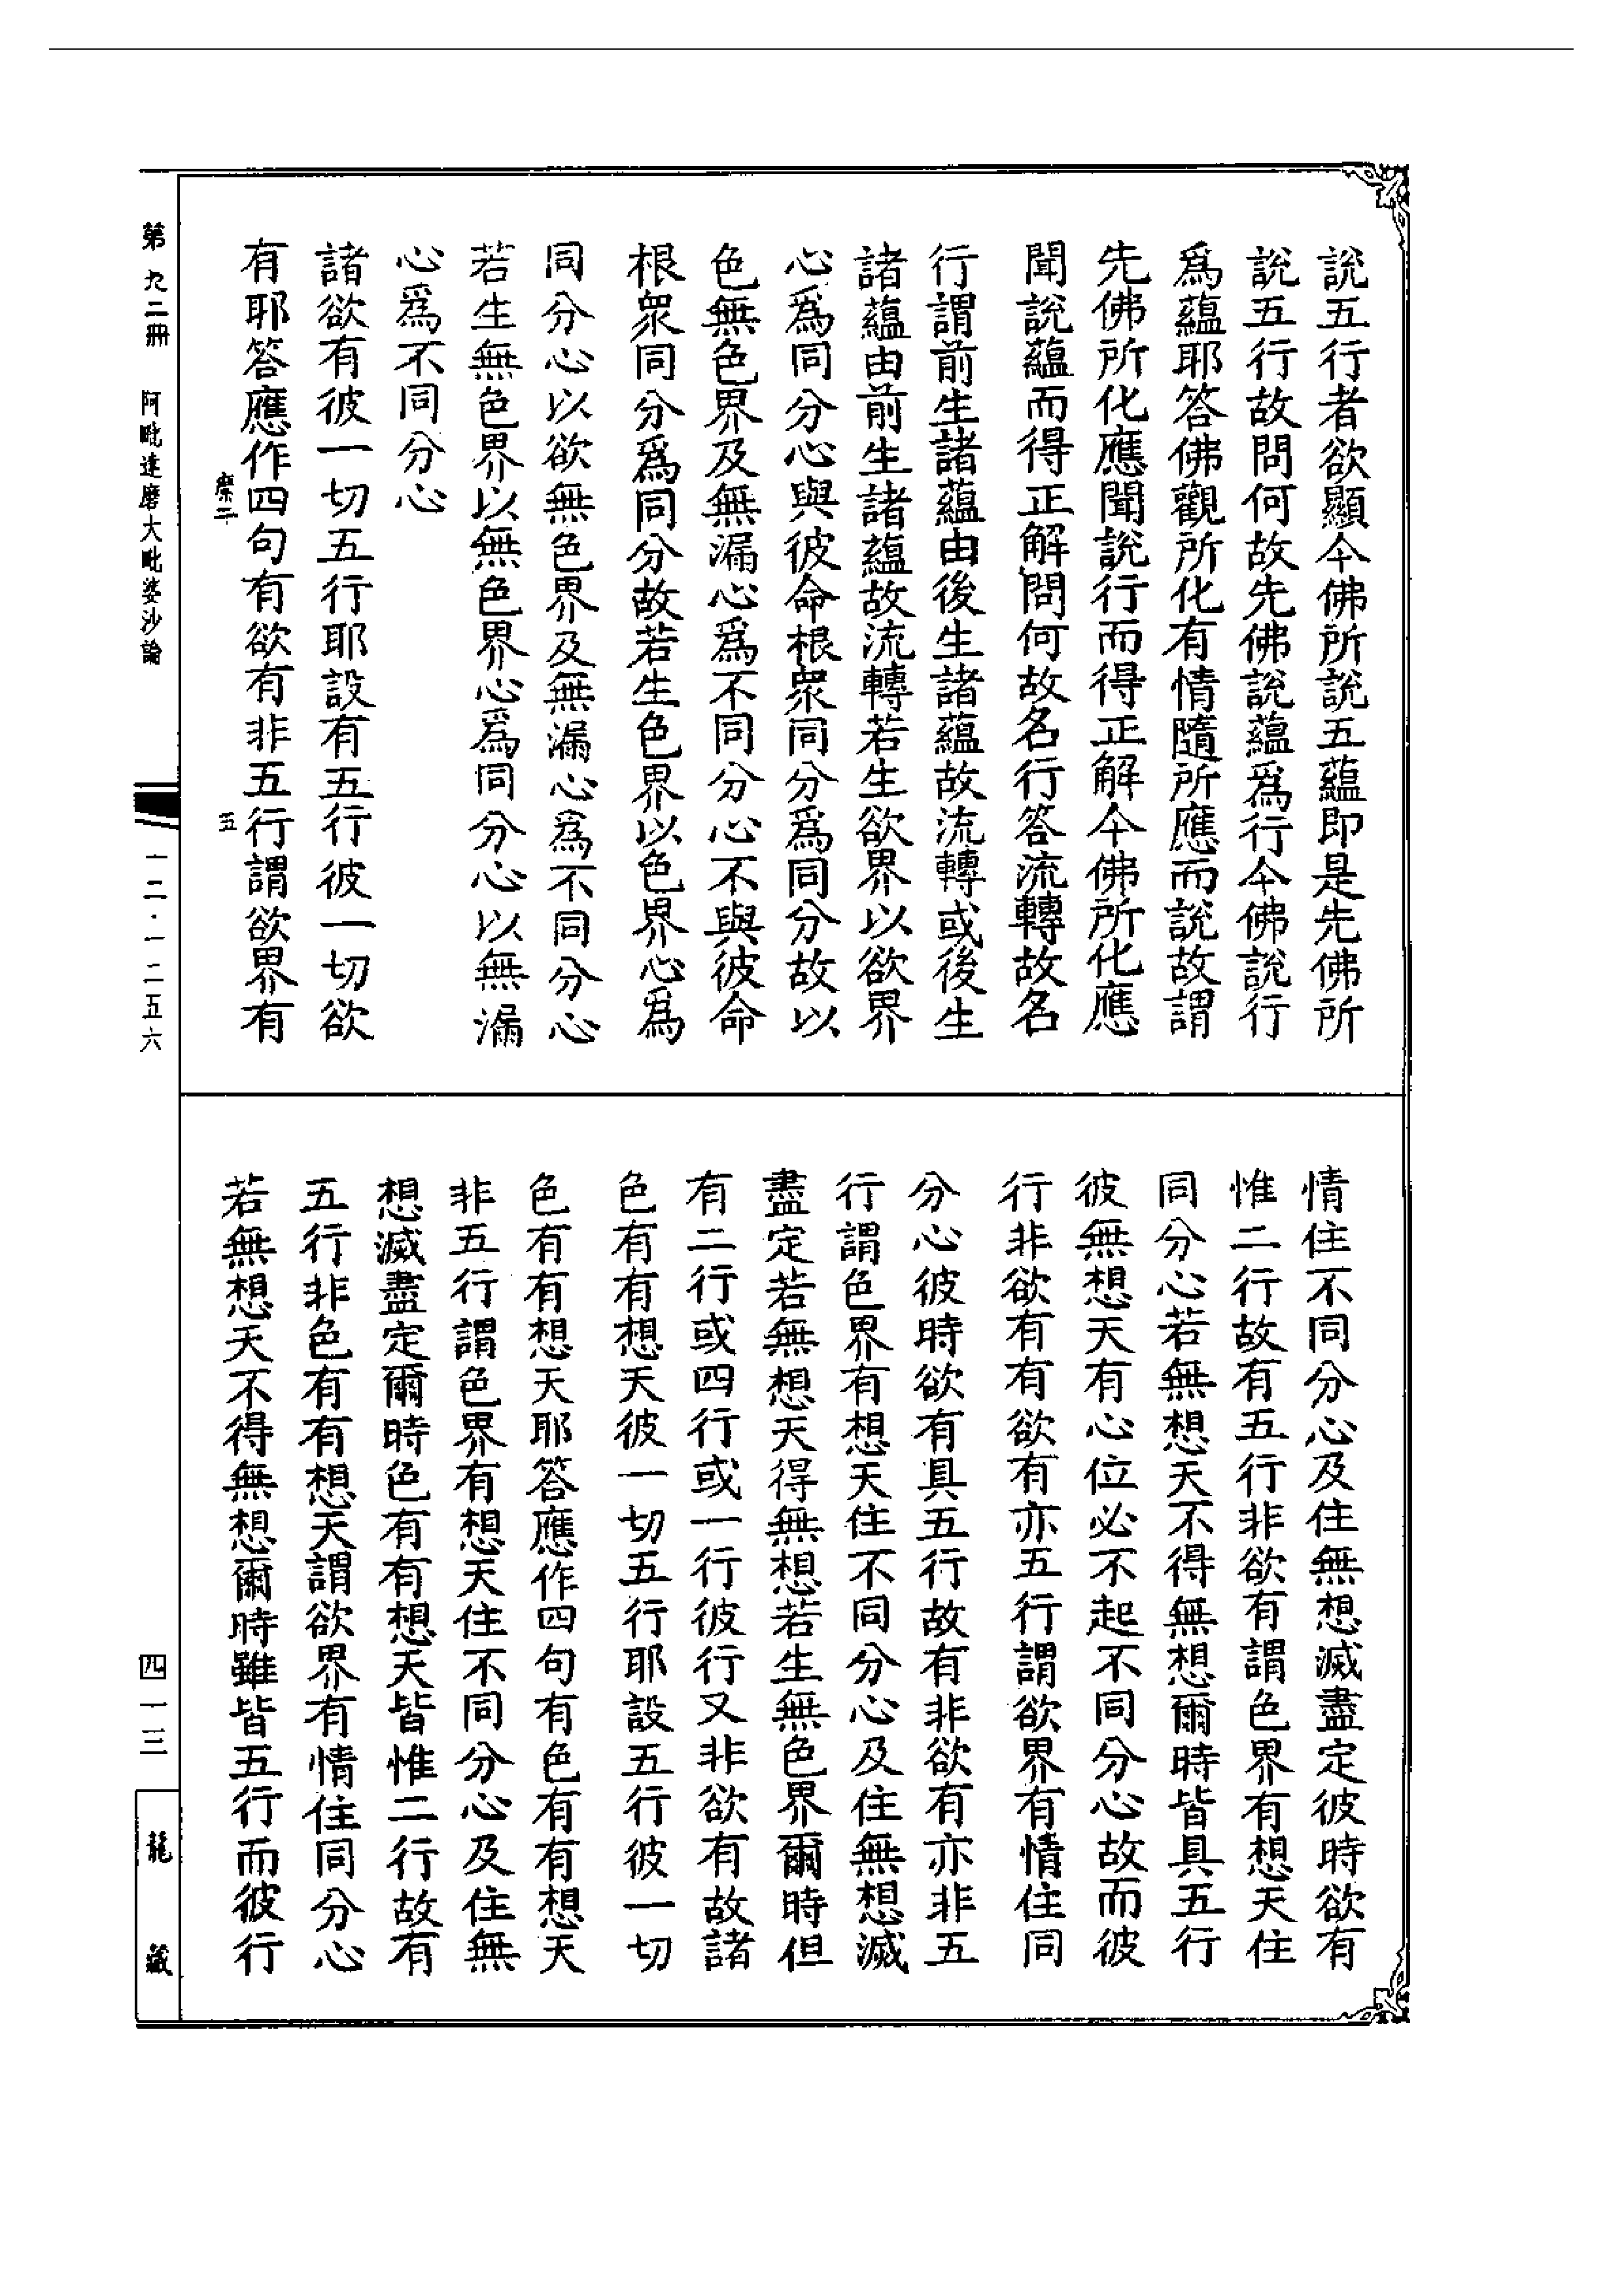 說五行者欲顯今佛所說五蘊即是先佛所
說五行故問何故先佛說蘊爲行今佛說行
爲蘊耶答佛觀所化有情隨所應而說故謂
先佛所化應聞說行而得正解今佛所化應
聞說蘊而得正解問何故名行答流轉故名
行謂前生諸蘊由後生諸蘊故流轉或後生
諸蘊由前生諸蘊故流轉若生欲界以欲界
心爲同分心與彼命根眾同分爲同分故以
色無色界及無漏心爲不同分心不與彼命
根眾同分爲同分故若生色界以色界心爲
同分心以欲無色界及無漏心爲不同分心
若生無色界以無色界心爲同分心以無漏
心爲不同分心
諸欲有彼一切五行耶設有五行彼一切欲
有耶答應作四句有欲有非五行謂欲界有
情住不同分心及住無想滅盡定彼時欲有
惟二行故有五行非欲有謂色界有想天住
同分心若無想天不得無想爾時皆具五行
彼無想天有心位必不起不同分心故而彼
行非欲有有欲有亦五行謂欲界有情住同
分心彼時欲有具五行故有非欲有亦非五
行謂色界有想天住不同分心及住無想滅
盡定若無想天得無想若生無色界爾時但
有二行或四行或一行彼行又非欲有故諸
色有有想天彼一切五行耶設五行彼一切
色有有想天耶答應作四句有色有有想天
非五行謂色界有想天住不同分心及住無
想滅盡定爾時色有有想天皆惟二行故有
五行非色有有想天謂欲界有情住同分心
若無想天不得無想爾時雖皆五行而彼行
第九二冊　阿毗達磨大毗婆沙論
一二·一二五六
四一三
龍藏
五